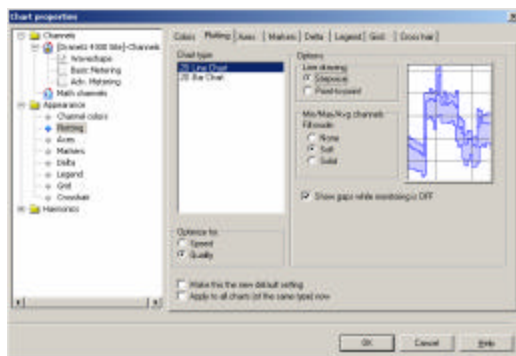 Chart properties
Channels
[Dranetz 4300 Site]-Channels
Waveshape
Basic Metering
Adv. Metering
Math channels
Appearance
Channel colors
Plotting
Axes
Markers
Delta
Legend
Grid
Crosshair
Harmonics
Colors Plotting Axes Markers Delta Legend Grid Cross hair
Chart type
2D Line Chart
2D Bar Chart
Optimize by:
Speed
Quality
Options
Line drawing
Stepwise
Point-to-point
Min/Max/Avg channels
Fill mode:
None
Soft
Solid
Show gaps while monitoring is OFF
Make this the new default setting
Apply to all charts (of the same type) now
OK Cancel Help